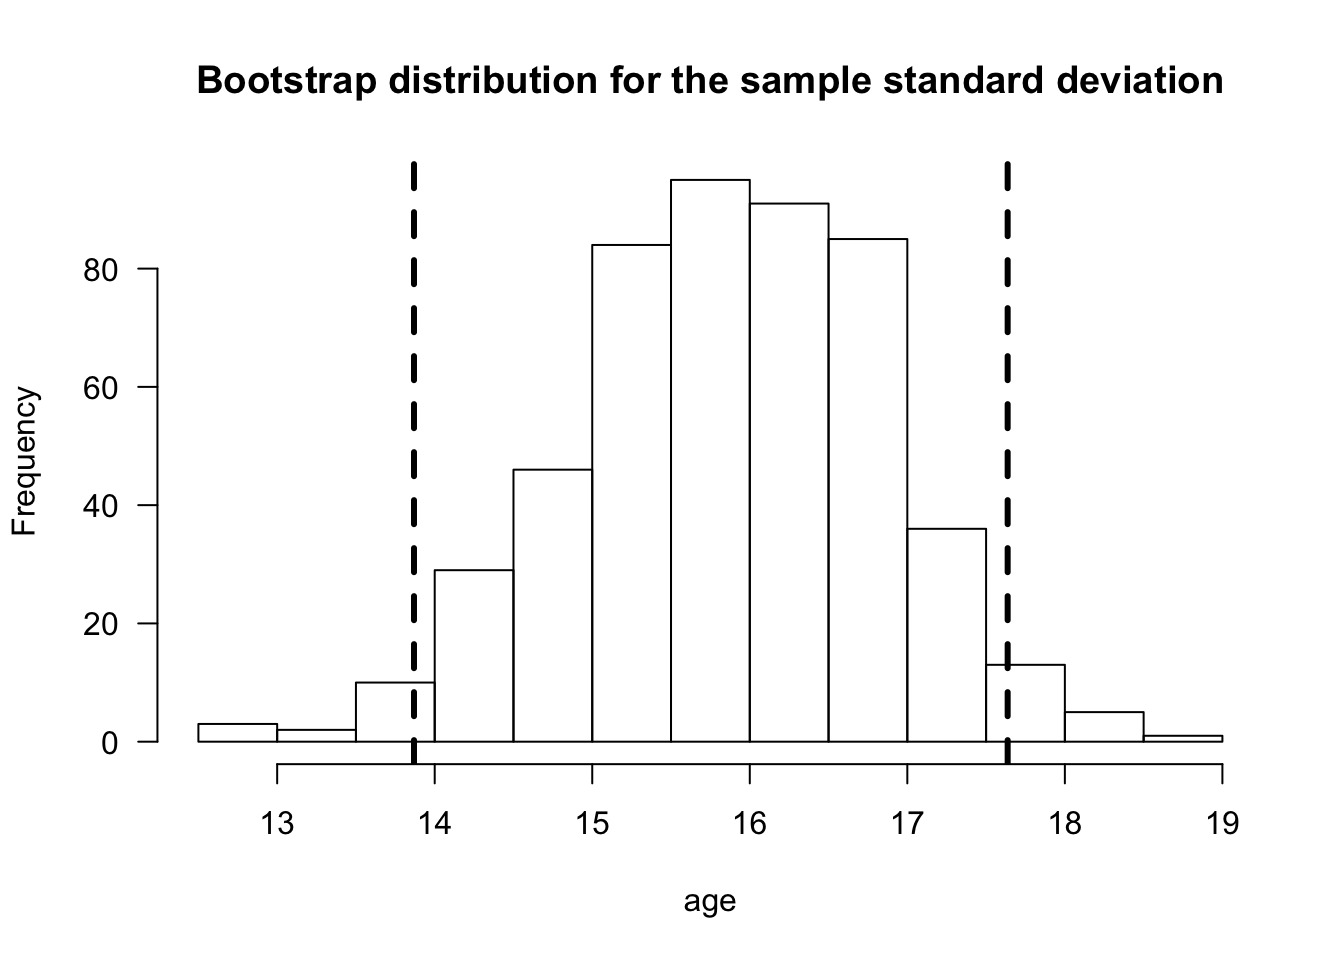 Bootstrap distribution for the sample standard deviation
Frequency
80
60
40
20
0
13 14 15 16 17 18 19
age